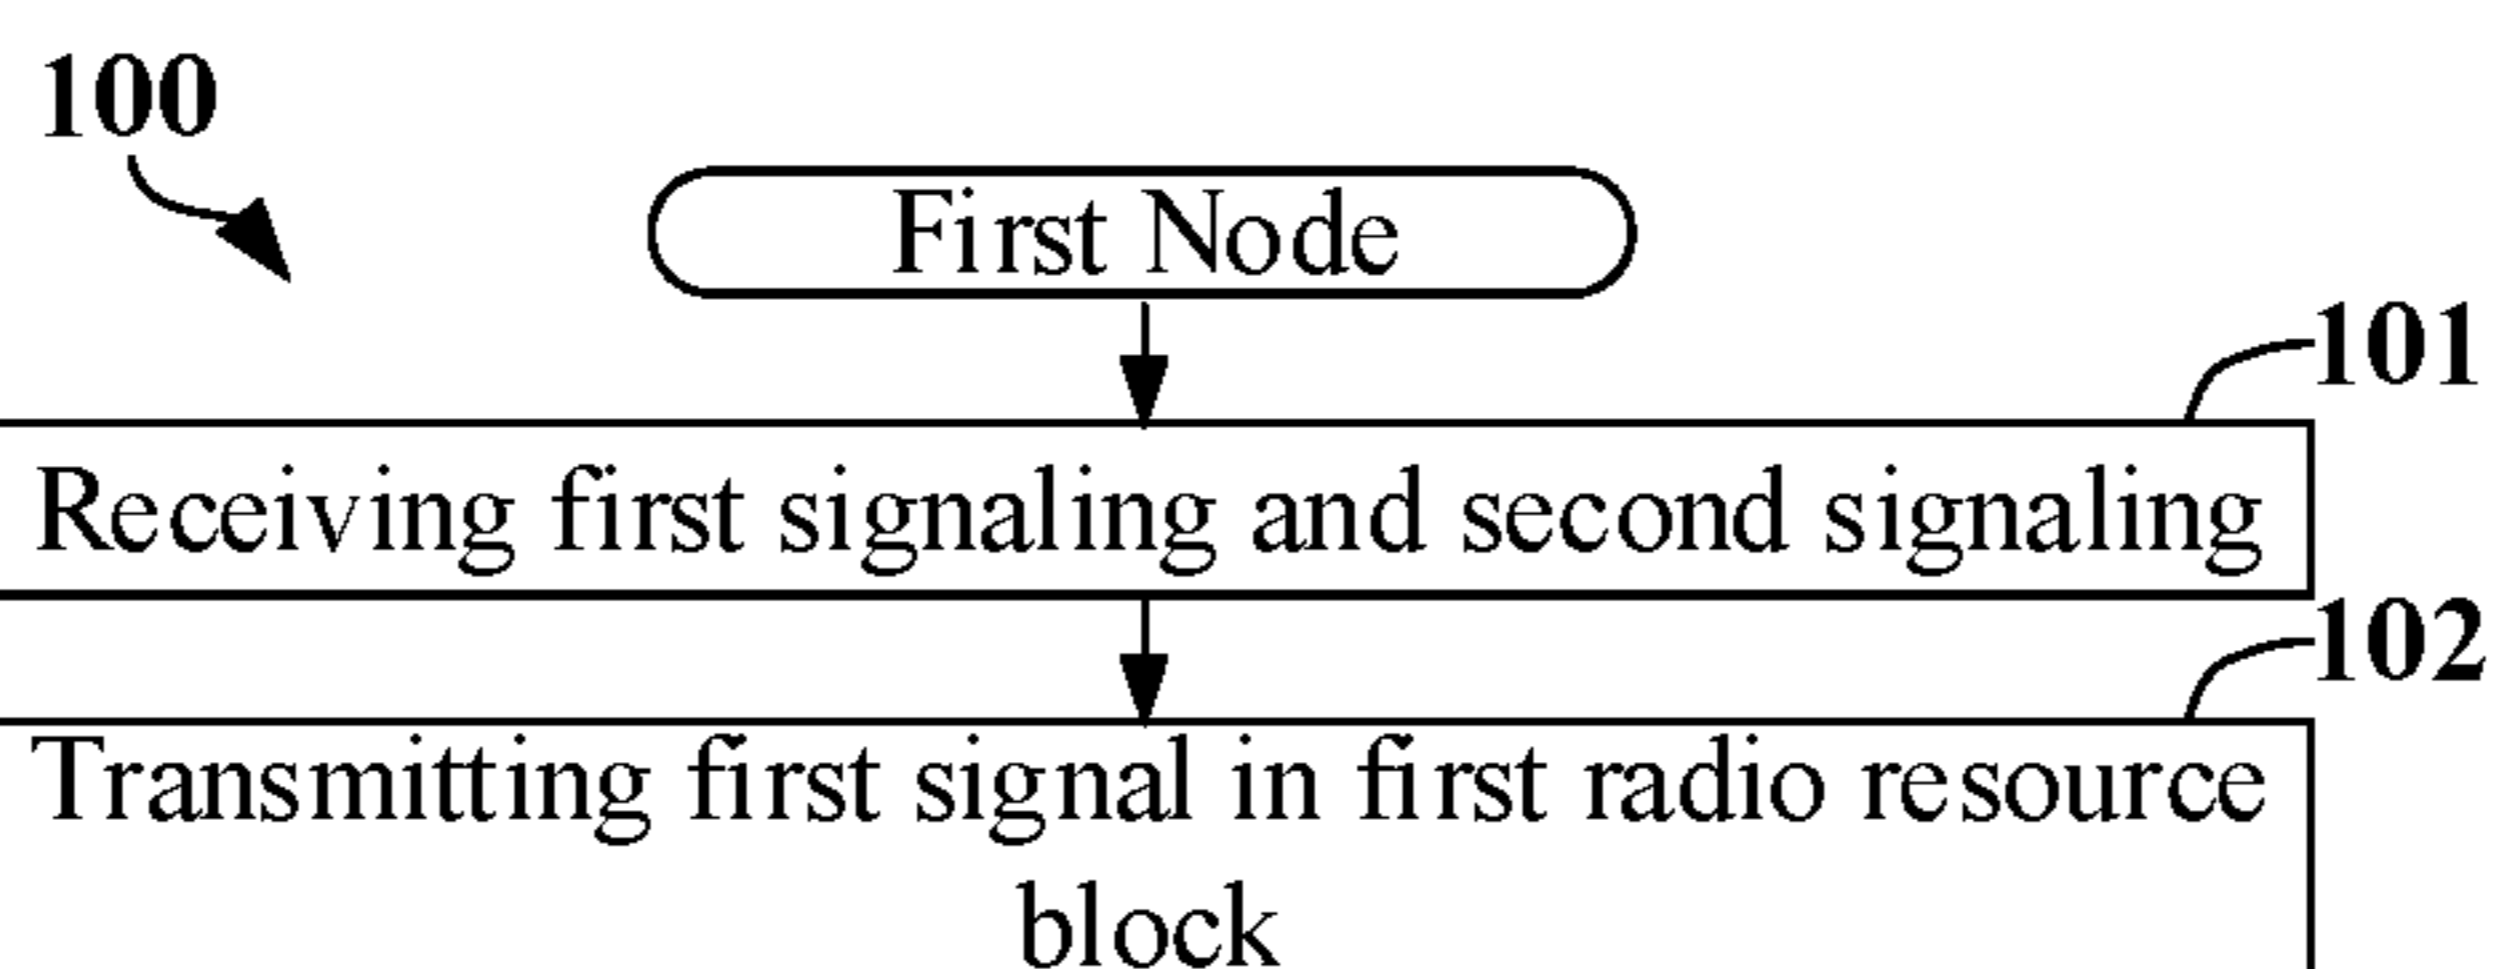 100
First Node
101
Receiving first signaling and second signaling
102
Transmitting first signal in first radio resource
block